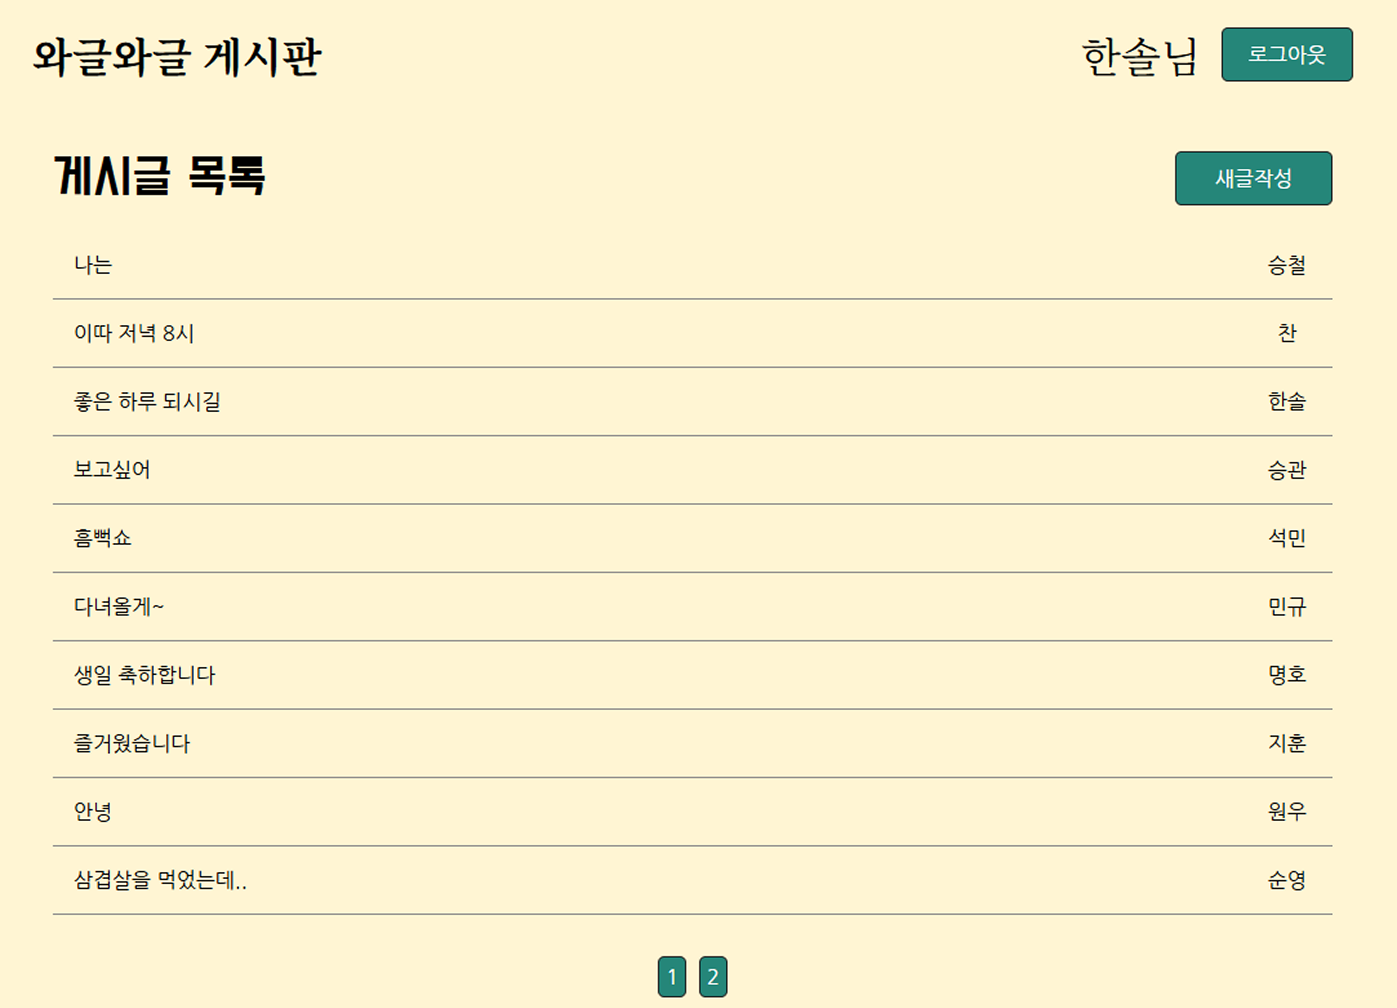 와글와글 게시판 한솔님 로그아웃
게시글 목록 새글작성
나는 승철
이따 저녁 8시 찬
좋은 하루 되시길 한솔
보고싶어 승관
흠뻑쇼 석민
다녀올게~ 민규
생일 축하합니다 명호
즐거웠습니다 지훈
안녕 원우
삼겹살을 먹었는데.. 순영
1 2